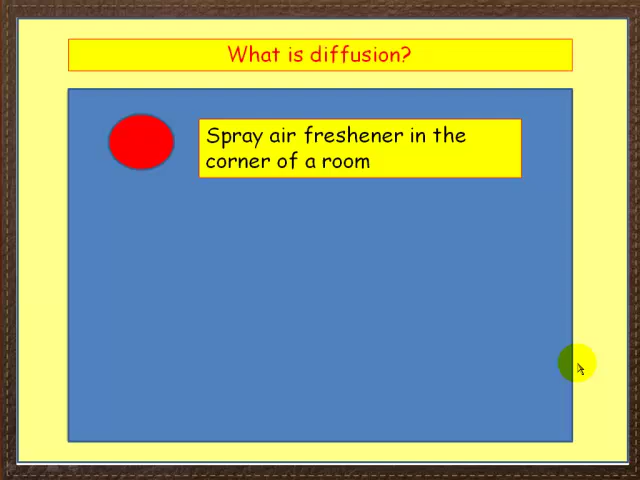 What is diffusion?
Spray air freshener in the
corner of a room